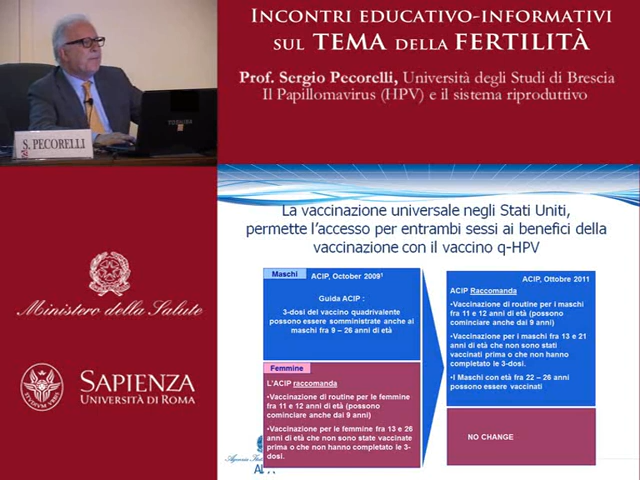 INCONTRI EDUCATIVO-INFORMATIVI
SUL TEMA DELLA FERTILITÀ
Prof. Sergio Pecorelli, Università degli Studi di Brescia
Il Papillomavirus (HPV) e il sistema riproduttivo
TOSHIBA
S. PECORELLI
La vaccinazione universale negli Stati Uniti,
permette l'accesso per entrambi sessi ai benefici della
vaccinazione con il vaccino q-HPV
Maschi
ACIP, October 2009¹
Guida ACIP :
3-dosi del vaccino quadrivalente
possono essere somministrate anche ai
maschi fra 9 – 26 anni di età
Femmine
L'ACIP raccomanda
•Vaccinazione di routine per le femmine
fra 11 e 12 anni di età (possono
cominciare anche dai 9 anni)
•Vaccinazione per le femmine fra 13 e 26
anni di età che non sono state vaccinate
prima o che non hanno completato le 3-
dosi.
ACIP, Ottobre 2011
ACIP Raccomanda
•Vaccinazione di routine per i maschi
fra 11 e 12 anni di età (possono
cominciare anche dai 9 anni)
•Vaccinazione per i maschi fra 13 e 21
anni di età che non sono stati
vaccinati prima o che non hanno
completato le 3-dosi.
•I Maschi con età fra 22 – 26 anni
possono essere vaccinati
NO CHANGE
Ministero della Salute
SAPIENZA
UNIVERSITÀ DI ROMA